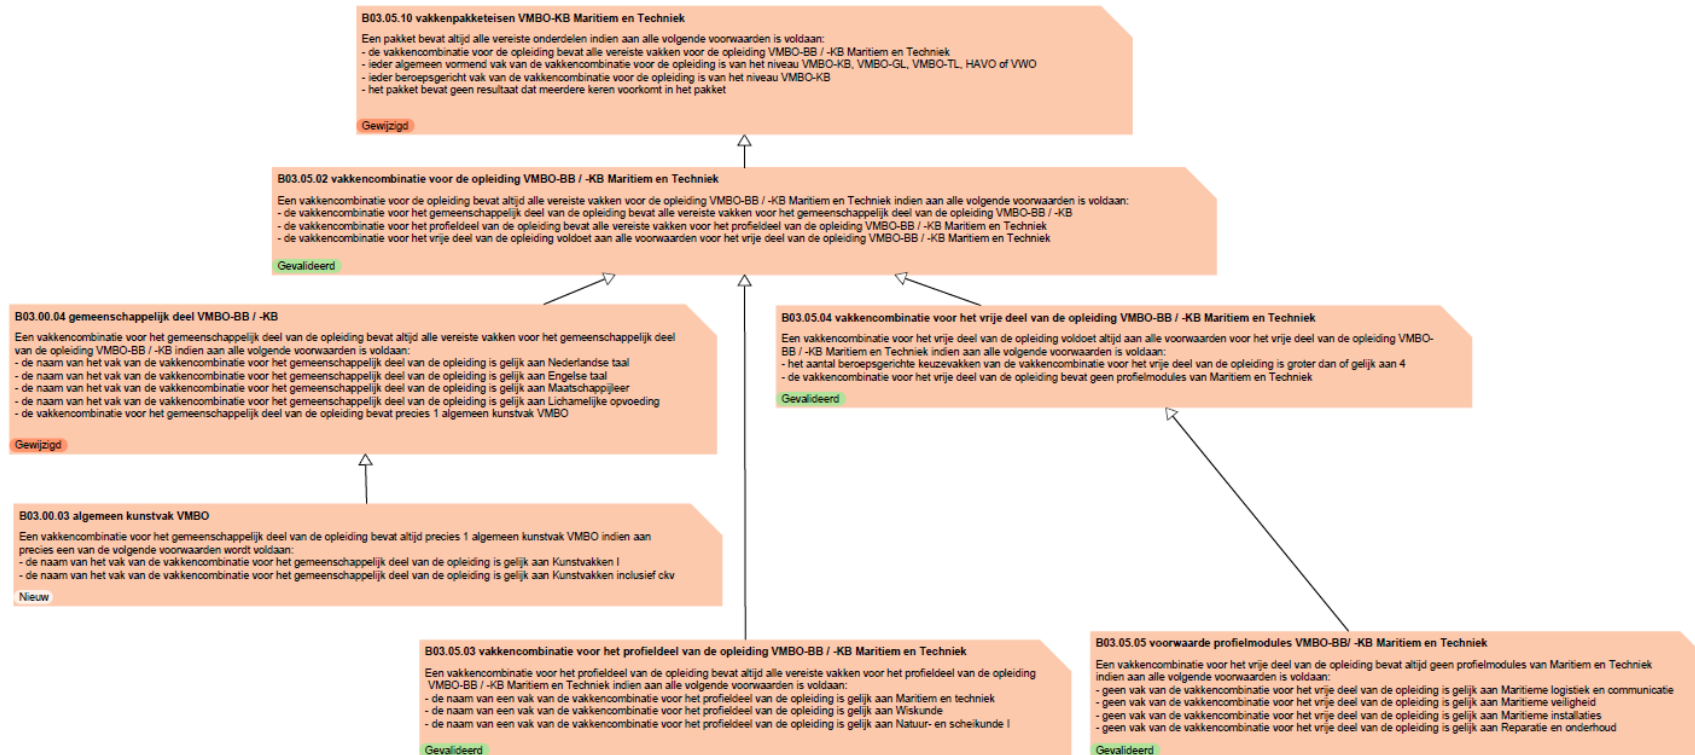 B03.05.10 vakkenpakketeisen VMBO-KB Maritiem en Techniek
Een pakket bevat altijd alle vereiste onderdelen indien aan alle volgende voorwaarden is voldaan:
- de vakkencombinatie voor de opleiding bevat alle vereiste vakken voor de opleiding VMBO-BB / -KB Maritiem en Techniek
- ieder algemeen vormend vak van de vakkencombinatie voor de opleiding is van het niveau VMBO-KB, VMBO-GL, VMBO-TL, HAVO of VWO
- ieder beroepsgericht vak van de vakkencombinatie voor de opleiding is van het niveau VMBO-KB
- het pakket bevat geen resultaat dat meerdere keren voorkomt in het pakket
Gewijzigd
B03.05.02 vakkencombinatie voor de opleiding VMBO-BB / -KB Maritiem en Techniek
Een vakkencombinatie voor de opleiding bevat altijd alle vereiste vakken voor de opleiding VMBO-BB / -KB Maritiem en Techniek indien aan alle volgende voorwaarden is voldaan:
- de vakkencombinatie voor het gemeenschappelijk deel van de opleiding bevat alle vereiste vakken voor het gemeenschappelijk deel van de opleiding VMBO-BB / -KB
- de vakkencombinatie voor het profieldeel van de opleiding bevat alle vereiste vakken voor het profieldeel van de opleiding VMBO-BB / -KB Maritiem en Techniek
- de vakkencombinatie voor het vrije deel van de opleiding voldoet aan alle voorwaarden voor het vrije deel van de opleiding VMBO-BB / -KB Maritiem en Techniek
Gevalideerd
B03.00.04 gemeenschappelijk deel VMBO-BB / -KB
Een vakkencombinatie voor het gemeenschappelijk deel van de opleiding bevat altijd alle vereiste vakken voor het gemeenschappelijk deel
van de opleiding VMBO-BB / -KB indien aan alle volgende voorwaarden is voldaan:
- de naam van het vak van de vakkencombinatie voor het gemeenschappelijk deel van de opleiding is gelijk aan Nederlandse taal
- de naam van het vak van de vakkencombinatie voor het gemeenschappelijk deel van de opleiding is gelijk aan Engelse taal
- de naam van het vak van de vakkencombinatie voor het gemeenschappelijk deel van de opleiding is gelijk aan Maatschappijleer
- de naam van het vak van de vakkencombinatie voor het gemeenschappelijk deel van de opleiding is gelijk aan Lichamelijke opvoeding
- de vakkencombinatie voor het gemeenschappelijk deel van de opleiding bevat precies 1 algemeen kunstvak VMBO
Gewijzigd
B03.05.04 vakkencombinatie voor het vrije deel van de opleiding VMBO-BB / -KB Maritiem en Techniek
Een vakkencombinatie voor het vrije deel van de opleiding voldoet altijd aan alle voorwaarden voor het vrije deel van de opleiding VMBO-
BB / -KB Maritiem en Techniek indien aan alle volgende voorwaarden is voldaan:
- het aantal beroepsgerichte keuzevakken van de vakkencombinatie voor het vrije deel van de opleiding is groter dan of gelijk aan 4
- de vakkencombinatie voor het vrije deel van de opleiding bevat geen profielmodules van Maritiem en Techniek
Gevalideerd
B03.00.03 algemeen kunstvak VMBO
Een vakkencombinatie voor het gemeenschappelijk deel van de opleiding bevat altijd precies 1 algemeen kunstvak VMBO indien aan
precies een van de volgende voorwaarden wordt voldaan:
- de naam van het vak van de vakkencombinatie voor het gemeenschappelijk deel van de opleiding is gelijk aan Kunstvakken I
- de naam van het vak van de vakkencombinatie voor het gemeenschappelijk deel van de opleiding is gelijk aan Kunstvakken inclusief ckv
Nieuw
B03.05.03 vakkencombinatie voor het profieldeel van de opleiding VMBO-BB / -KB Maritiem en Techniek
Een vakkencombinatie voor het profieldeel van de opleiding bevat altijd alle vereiste vakken voor het profieldeel van de opleiding
VMBO-BB / -KB Maritiem en Techniek indien aan alle volgende voorwaarden is voldaan:
- de naam van een vak van de vakkencombinatie voor het profieldeel van de opleiding is gelijk aan Maritiem en techniek
- de naam van een vak van de vakkencombinatie voor het profieldeel van de opleiding is gelijk aan Wiskunde
- de naam van een vak van de vakkencombinatie voor het profieldeel van de opleiding is gelijk aan Natuur- en scheikunde I
Gevalideerd
B03.05.05 voorwaarde profielmodules VMBO-BB/ -KB Maritiem en Techniek
Een vakkencombinatie voor het vrije deel van de opleiding bevat altijd geen profielmodules van Maritiem en Techniek
indien aan alle volgende voorwaarden is voldaan:
- geen vak van de vakkencombinatie voor het vrije deel van de opleiding is gelijk aan Maritieme logistiek en communicatie
- geen vak van de vakkencombinatie voor het vrije deel van de opleiding is gelijk aan Maritieme veiligheid
- geen vak van de vakkencombinatie voor het vrije deel van de opleiding is gelijk aan Maritieme installaties
- geen vak van de vakkencombinatie voor het vrije deel van de opleiding is gelijk aan Reparatie en onderhoud
Gevalideerd